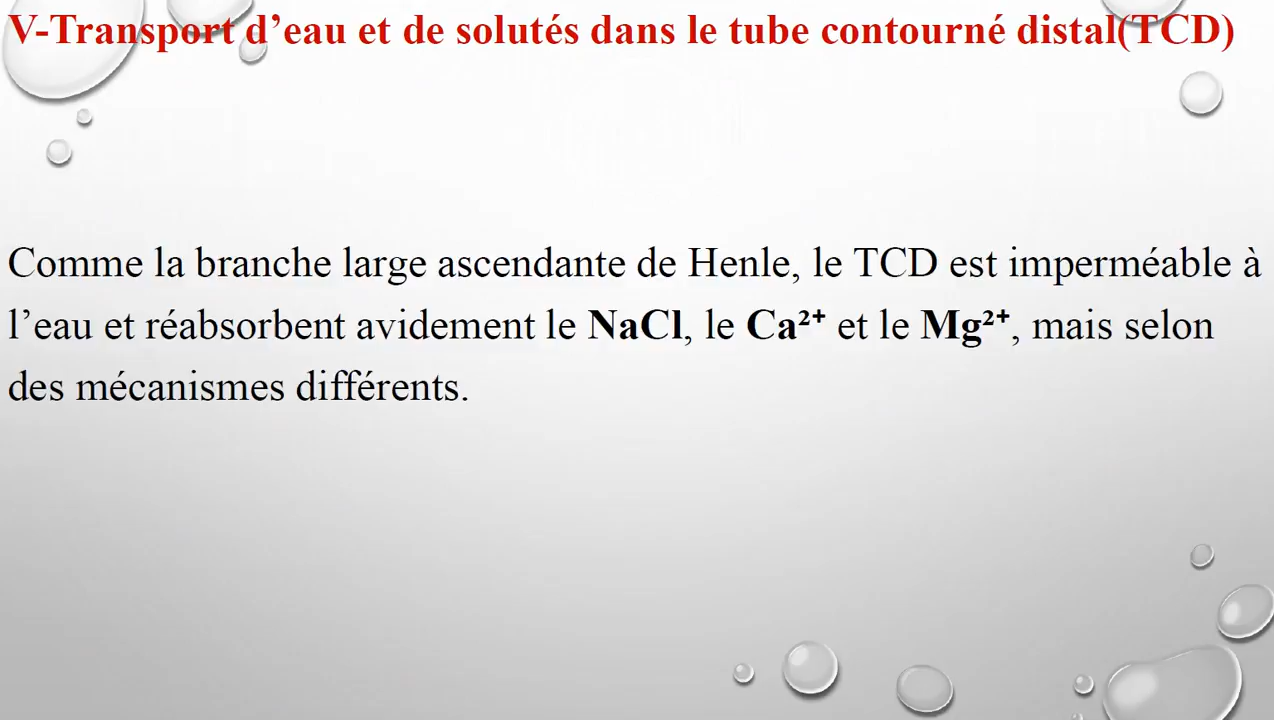 V-Transport d’eau et de solutés dans le tube contourné distal(TCD)
Comme la branche large ascendante de Henle, le TCD est imperméable à
l’eau et réabsorbent avidement le NaCl, le Ca²⁺ et le Mg²⁺, mais selon
des mécanismes différents.